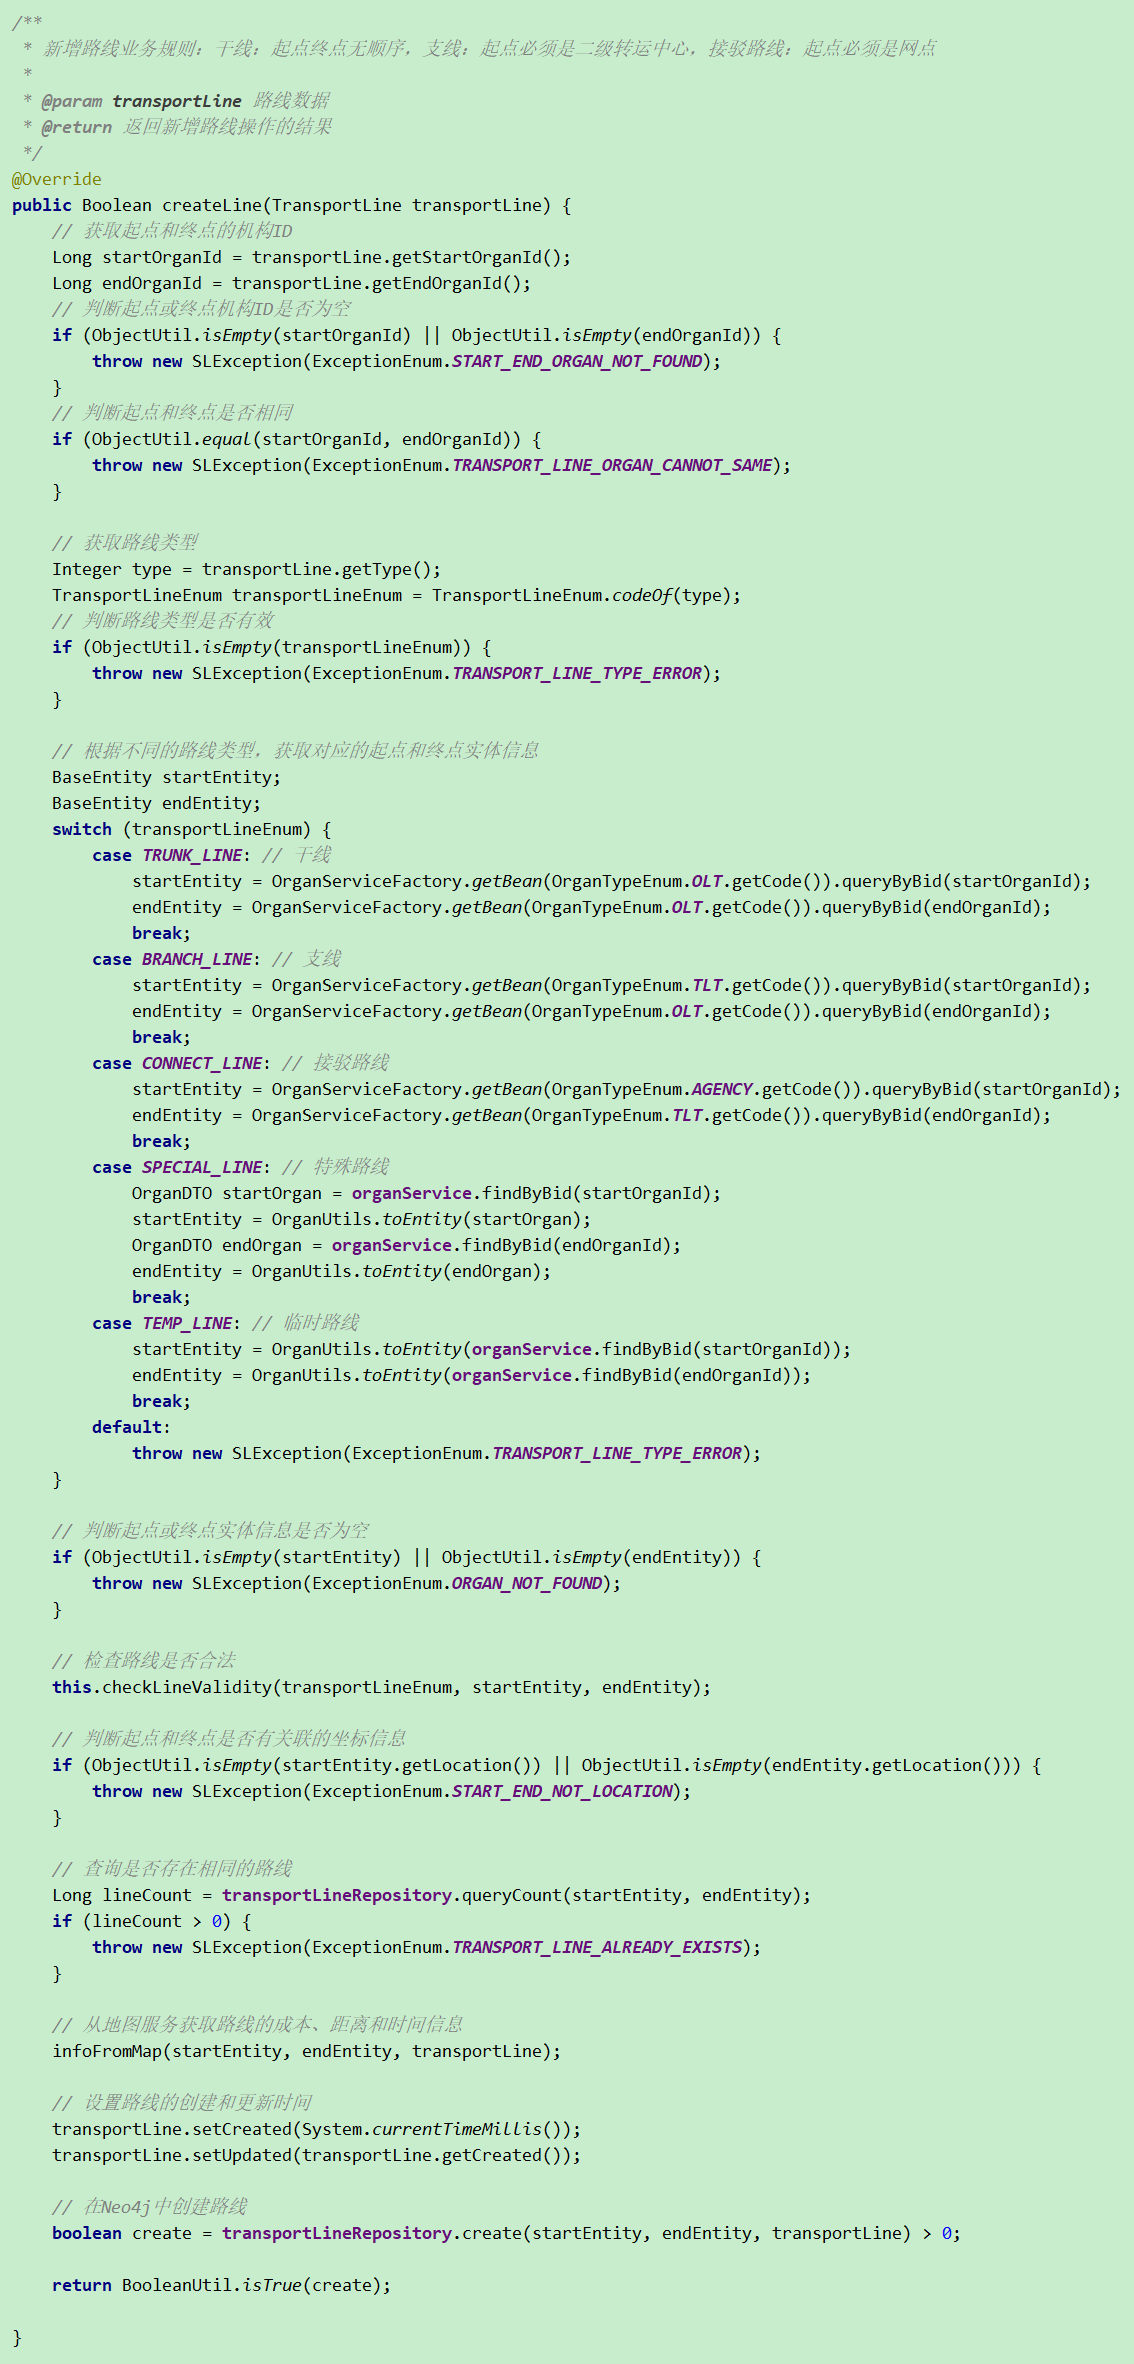 /**
 * 新增路线业务规则：干线：起点终点无顺序，支线：起点必须是二级转运中心，接驳路线：起点必须是网点
 *
 * @param transportLine 路线数据
 * @return 返回新增路线操作的结果
 */
@Override
public Boolean createLine(TransportLine transportLine) {
    // 获取起点和终点的机构ID
    Long startOrganId = transportLine.getStartOrganId();
    Long endOrganId = transportLine.getEndOrganId();
    // 判断起点或终点机构ID是否为空
    if (ObjectUtil.isEmpty(startOrganId) || ObjectUtil.isEmpty(endOrganId)) {
        throw new SLException(ExceptionEnum.START_END_ORGAN_NOT_FOUND);
    }
    // 判断起点和终点是否相同
    if (ObjectUtil.equal(startOrganId, endOrganId)) {
        throw new SLException(ExceptionEnum.TRANSPORT_LINE_ORGAN_CANNOT_SAME);
    }

    // 获取路线类型
    Integer type = transportLine.getType();
    TransportLineEnum transportLineEnum = TransportLineEnum.codeOf(type);
    // 判断路线类型是否有效
    if (ObjectUtil.isEmpty(transportLineEnum)) {
        throw new SLException(ExceptionEnum.TRANSPORT_LINE_TYPE_ERROR);
    }

    // 根据不同的路线类型，获取对应的起点和终点实体信息
    BaseEntity startEntity;
    BaseEntity endEntity;
    switch (transportLineEnum) {
        case TRUNK_LINE: // 干线
            startEntity = OrganServiceFactory.getBean(OrganTypeEnum.OLT.getCode()).queryByBid(startOrganId);
            endEntity = OrganServiceFactory.getBean(OrganTypeEnum.OLT.getCode()).queryByBid(endOrganId);
            break;
        case BRANCH_LINE: // 支线
            startEntity = OrganServiceFactory.getBean(OrganTypeEnum.TLT.getCode()).queryByBid(startOrganId);
            endEntity = OrganServiceFactory.getBean(OrganTypeEnum.OLT.getCode()).queryByBid(endOrganId);
            break;
        case CONNECT_LINE: // 接驳路线
            startEntity = OrganServiceFactory.getBean(OrganTypeEnum.AGENCY.getCode()).queryByBid(startOrganId);
            endEntity = OrganServiceFactory.getBean(OrganTypeEnum.TLT.getCode()).queryByBid(endOrganId);
            break;
        case SPECIAL_LINE: // 特殊路线
            OrganDTO startOrgan = organService.findByBid(startOrganId);
            startEntity = OrganUtils.toEntity(startOrgan);
            OrganDTO endOrgan = organService.findByBid(endOrganId);
            endEntity = OrganUtils.toEntity(endOrgan);
            break;
        case TEMP_LINE: // 临时路线
            startEntity = OrganUtils.toEntity(organService.findByBid(startOrganId));
            endEntity = OrganUtils.toEntity(organService.findByBid(endOrganId));
            break;
        default:
            throw new SLException(ExceptionEnum.TRANSPORT_LINE_TYPE_ERROR);
    }

    // 判断起点或终点实体信息是否为空
    if (ObjectUtil.isEmpty(startEntity) || ObjectUtil.isEmpty(endEntity)) {
        throw new SLException(ExceptionEnum.ORGAN_NOT_FOUND);
    }

    // 检查路线是否合法
    this.checkLineValidity(transportLineEnum, startEntity, endEntity);

    // 判断起点和终点是否有关联的坐标信息
    if (ObjectUtil.isEmpty(startEntity.getLocation()) || ObjectUtil.isEmpty(endEntity.getLocation())) {
        throw new SLException(ExceptionEnum.START_END_NOT_LOCATION);
    }

    // 查询是否存在相同的路线
    Long lineCount = transportLineRepository.queryCount(startEntity, endEntity);
    if (lineCount > 0) {
        throw new SLException(ExceptionEnum.TRANSPORT_LINE_ALREADY_EXISTS);
    }

    // 从地图服务获取路线的成本、距离和时间信息
    infoFromMap(startEntity, endEntity, transportLine);

    // 设置路线的创建和更新时间
    transportLine.setCreated(System.currentTimeMillis());
    transportLine.setUpdated(transportLine.getCreated());

    // 在Neo4j中创建路线
    boolean create = transportLineRepository.create(startEntity, endEntity, transportLine) > 0;

    return BooleanUtil.isTrue(create);

}